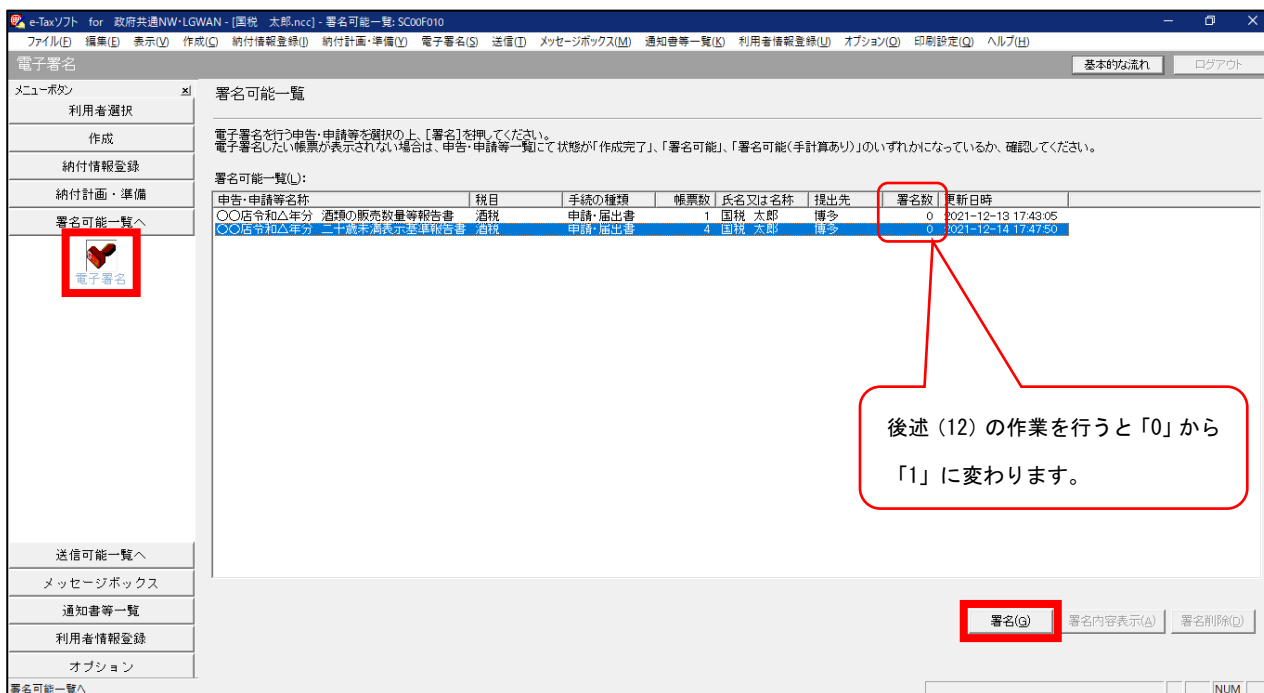 e-Taxソフト for 政府共通NW・LGWAN - [国税 太郎.ncc] - 署名可能一覧: SC00F010
ファイル(F) 編集(E) 表示(V) 作成(C) 納付情報登録(I) 納付計画・準備(Y) 電子署名(S) 送信(T) メッセージボックス(M) 通知書等一覧(K) 利用者情報登録(U) オプション(O) 印刷設定(Q) ヘルプ(H)
電子署名 基本的な流れ ログアウト
メニューボタン
利用者選択
作成
納付情報登録
納付計画・準備
署名可能一覧へ
電子署名
送信可能一覧へ
メッセージボックス
通知書等一覧
利用者情報登録
オプション
署名可能一覧
電子署名を行う申告・申請等を選択の上、[署名]を押してください。
電子署名したい帳票が表示されない場合は、申告・申請等一覧にて状態が「作成完了」、「署名可能」、「署名可能(手計算あり)」のいずれかになっているか、確認してください。
署名可能一覧(L):
申告・申請等名称 税目 手続の種類 帳票数 氏名又は名称 提出先 署名数 更新日時
〇〇店令和△年分 酒類の販売数量等報告書 酒税 申請・届出書 1 国税 太郎 博多 0 2021-12-13 17:43:05
〇〇店令和△年分 二十歳未満表示基準報告書 酒税 申請・届出書 4 国税 太郎 博多 0 2021-12-14 17:47:50
後述(12)の作業を行うと「0」から
「1」に変わります。
署名(G) 署名内容表示(A) 署名削除(D)
署名可能一覧へ NUM